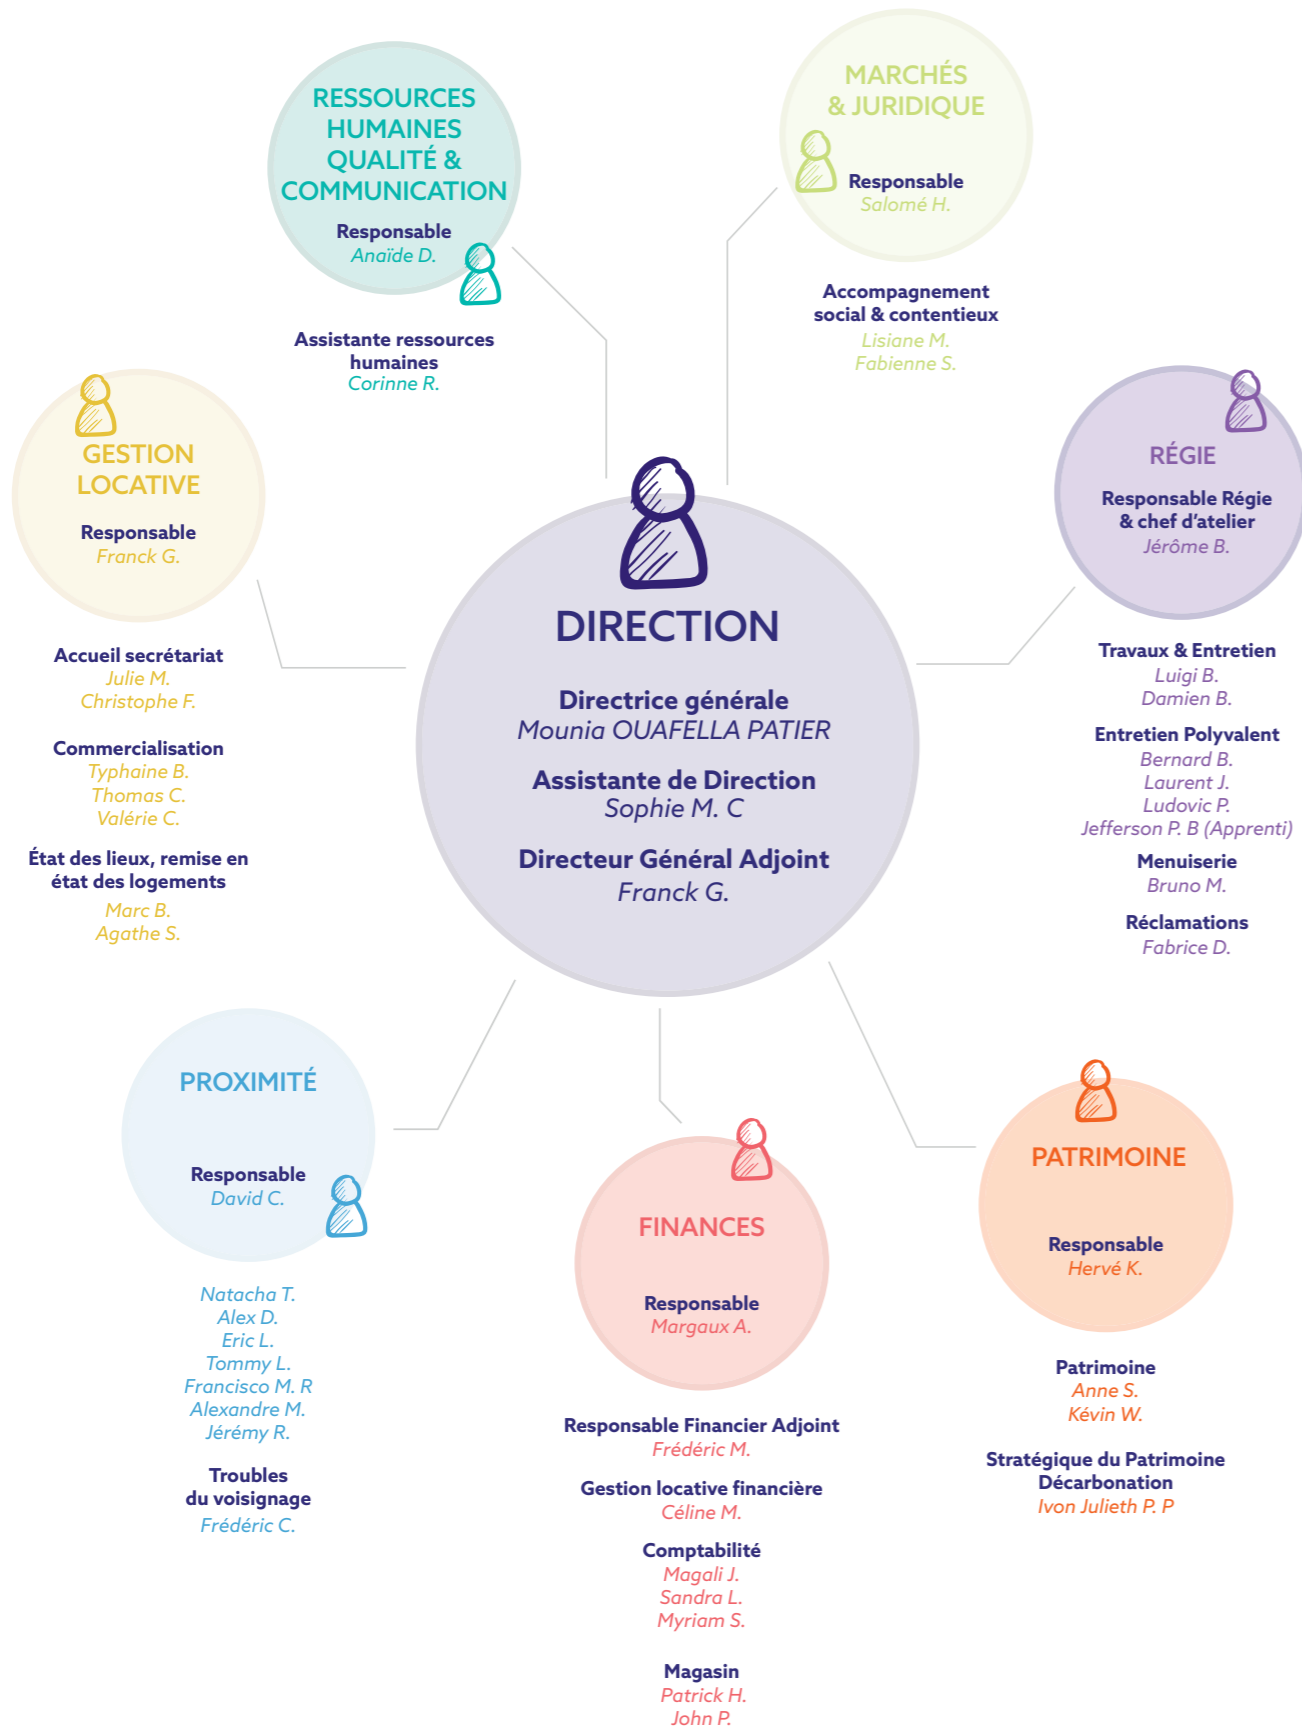 RESSOURCES
HUMAINES
QUALITÉ &
COMMUNICATION
Responsable
Anaïde D.
Assistante ressources
humaines
Corinne R.
MARCHÉS
& JURIDIQUE
Responsable
Salomé H.
Accompagnement
social & contentieux
Lisiane M.
Fabienne S.
GESTION
LOCATIVE
Responsable
Franck G.
Accueil secrétariat
Julie M.
Christophe F.
Commercialisation
Typhaine B.
Thomas C.
Valérie C.
État des lieux, remise en
état des logements
Marc B.
Agathe S.
DIRECTION
Directrice générale
Mounia OUAFELLA PATIER
Assistante de Direction
Sophie M. C
Directeur Général Adjoint
Franck G.
RÉGIE
Responsable Régie
& chef d'atelier
Jérôme B.
Travaux & Entretien
Luigi B.
Damien B.
Entretien Polyvalent
Bernard B.
Laurent J.
Ludovic P.
Jefferson P. B (Apprenti)
Menuiserie
Bruno M.
Réclamations
Fabrice D.
PROXIMITÉ
Responsable
David C.
Natacha T.
Alex D.
Eric L.
Tommy L.
Francisco M. R
Alexandre M.
Jérémy R.
Troubles
du voisignage
Frédéric C.
FINANCES
Responsable
Margaux A.
Responsable Financier Adjoint
Frédéric M.
Gestion locative financière
Céline M.
Comptabilité
Magali J.
Sandra L.
Myriam S.
Magasin
Patrick H.
John P.
PATRIMOINE
Responsable
Hervé K.
Patrimoine
Anne S.
Kévin W.
Stratégique du Patrimoine
Décarbonation
Ivon Julieth P. P